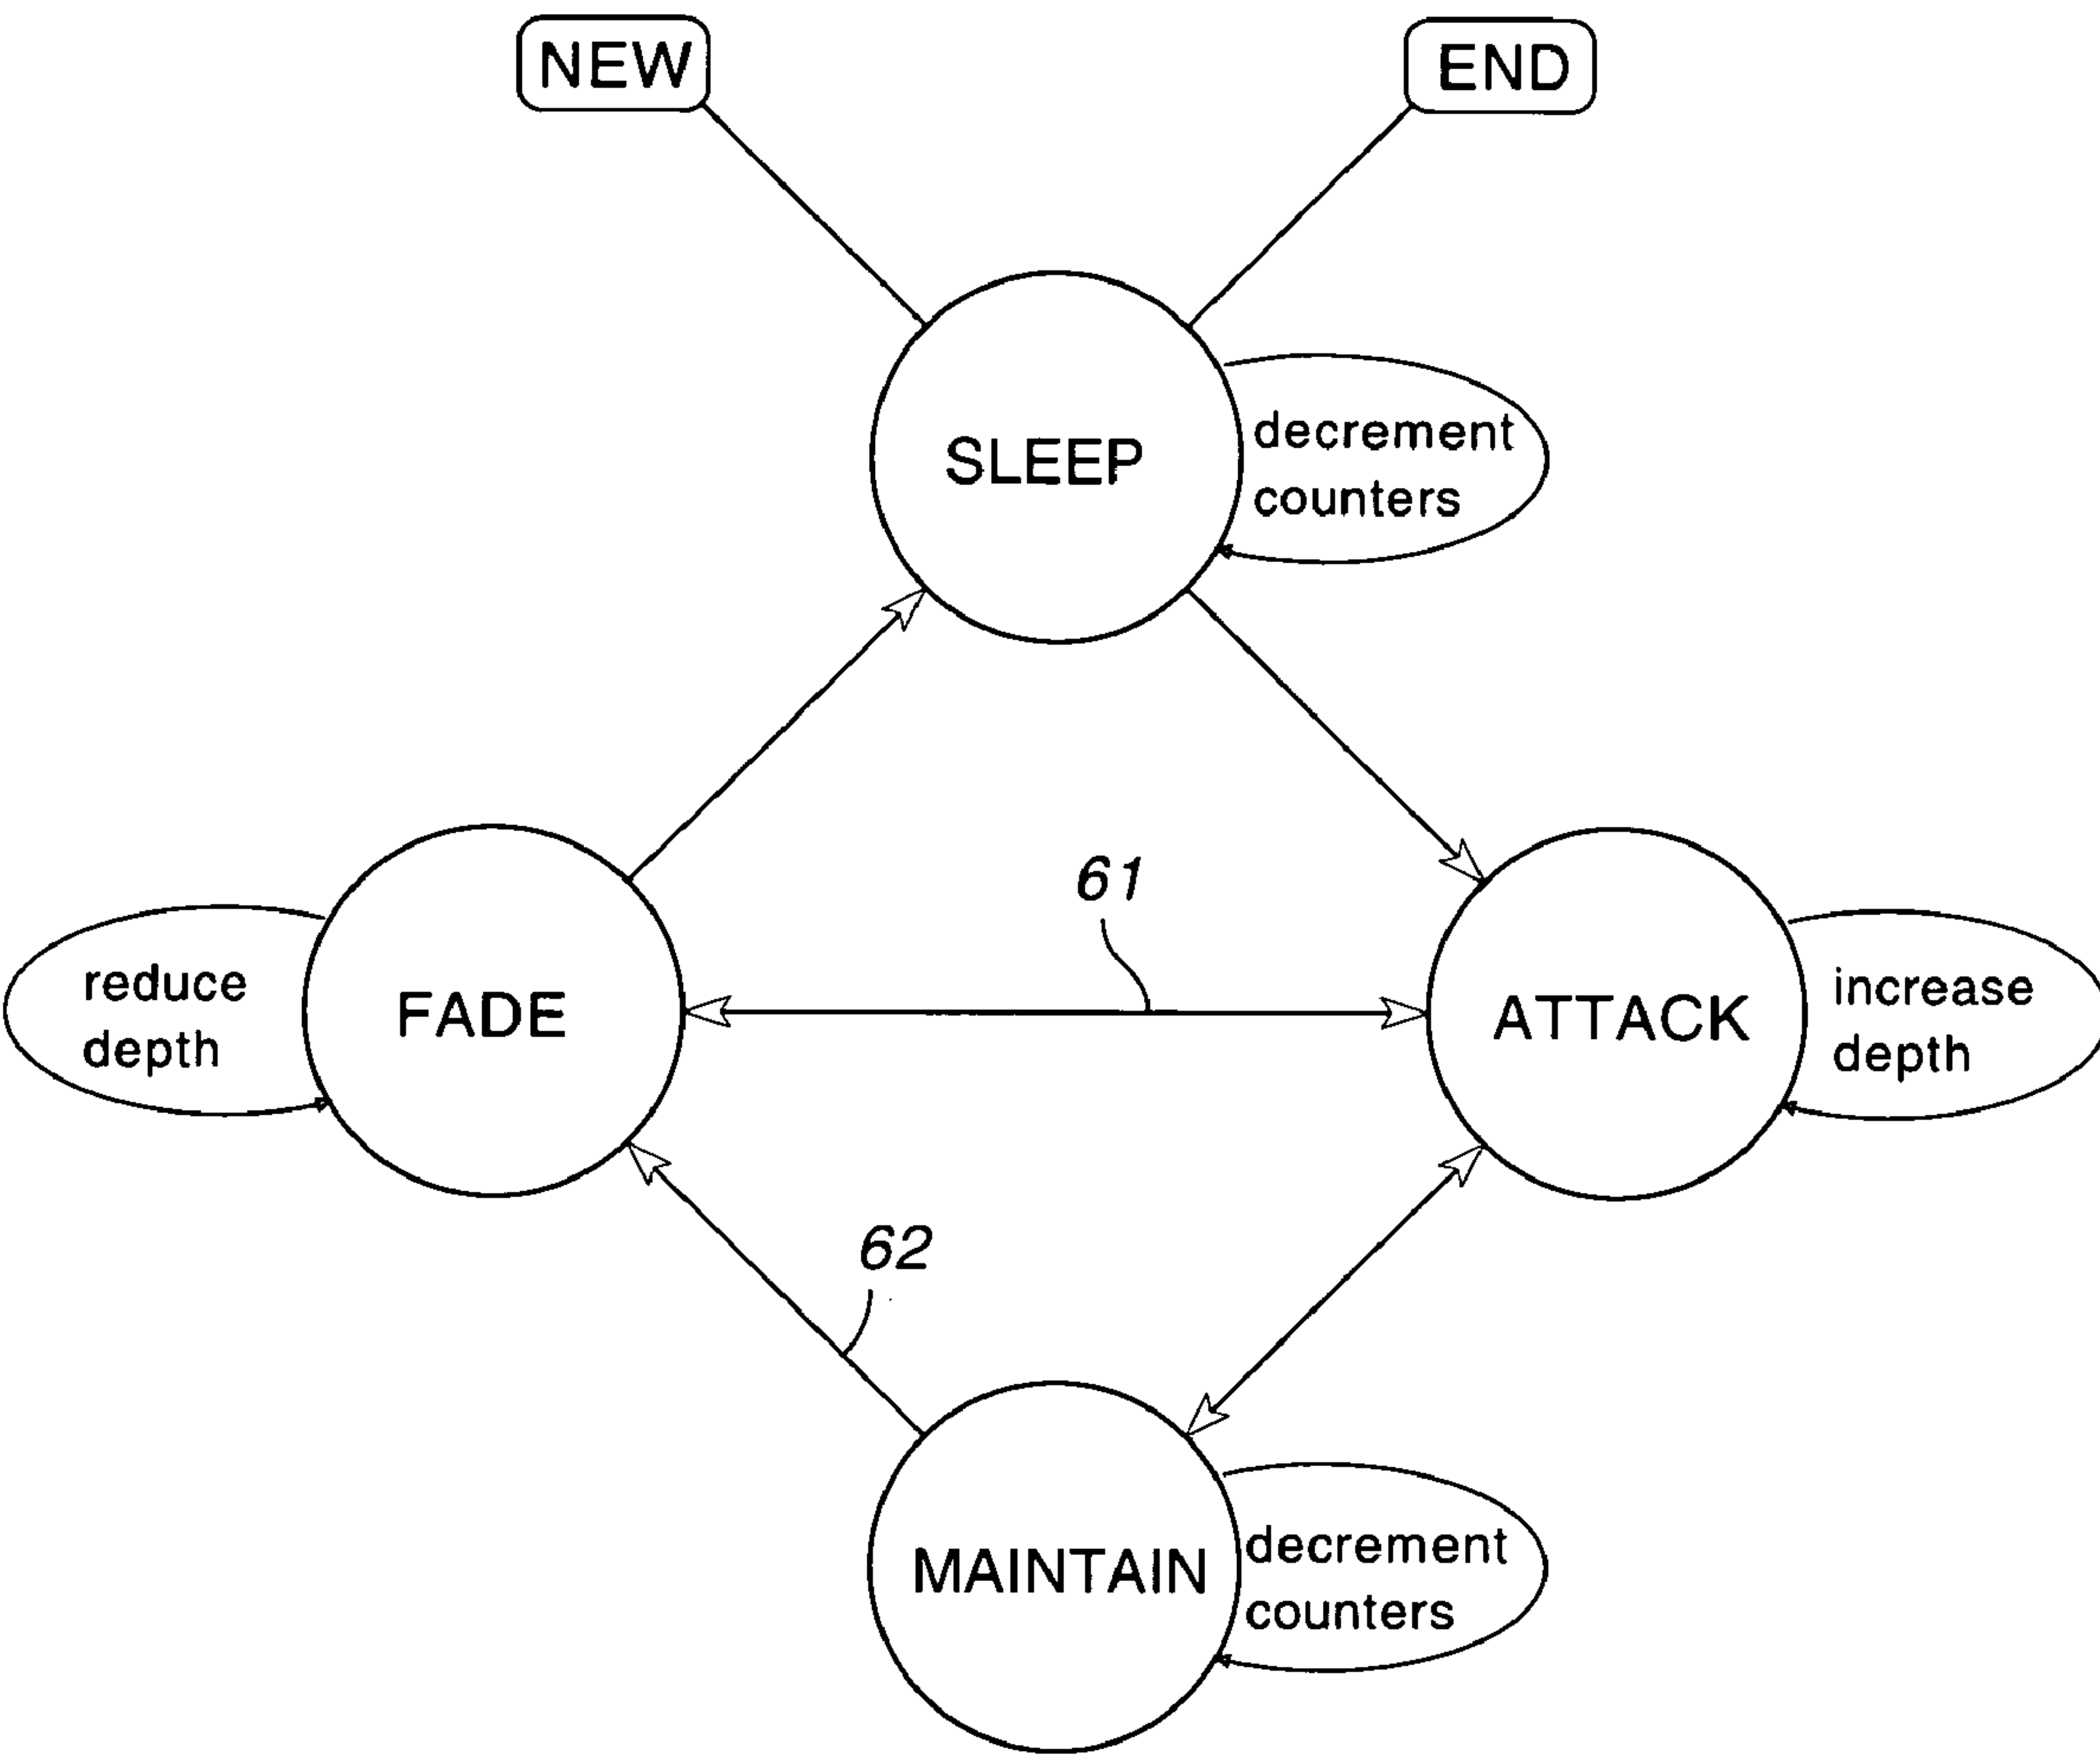 NEW
END
SLEEP
decrement
counters
61
FADE
reduce
depth
ATTACK
increase
depth
62
MAINTAIN
decrement
counters